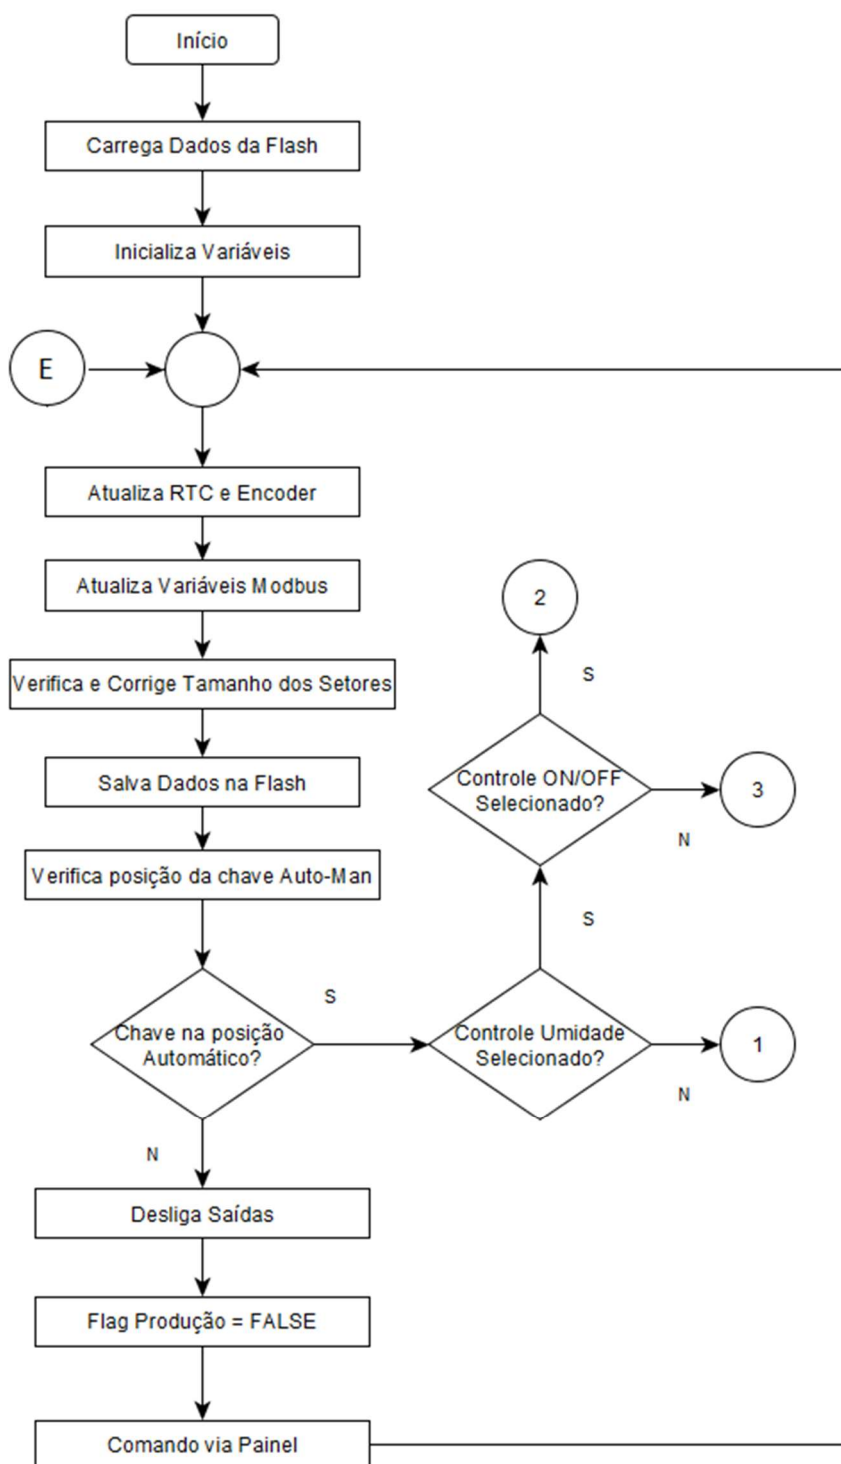 Início
Carrega Dados da Flash
Inicializa Variáveis
E
Atualiza RTC e Encoder
Atualiza Variáveis Modbus
Verifica e Corrige Tamanho dos Setores
Salva Dados na Flash
Verifica posição da chave Auto-Man
Chave na posição
Automático?
S
N
Controle Umidade
Selecionado?
N
1
S
Controle ON/OFF
Selecionado?
N
3
S
2
Desliga Saídas
Flag Produção = FALSE
Comando via Painel